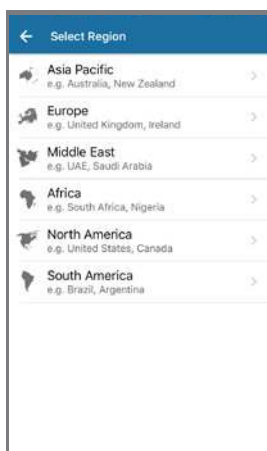 Select Region
Asia Pacific
e.g. Australia, New Zealand
Europe
e.g. United Kingdom, Ireland
Middle East
e.g. UAE, Saudi Arabia
Africa
e.g. South Africa, Nigeria
North America
e.g. United States, Canada
South America
e.g. Brazil, Argentina